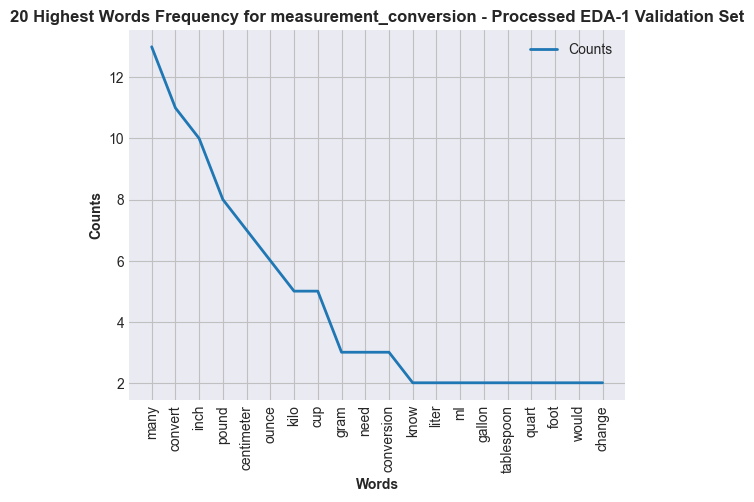 20 Highest Words Frequency for measurement_conversion - Processed EDA-1 Validation Set
Counts
12
10
8
6
4
2
Counts
many
convert
inch
pound
centimeter
ounce
kilo
cup
gram
need
conversion
know
liter
ml
gallon
tablespoon
quart
foot
would
change
Words